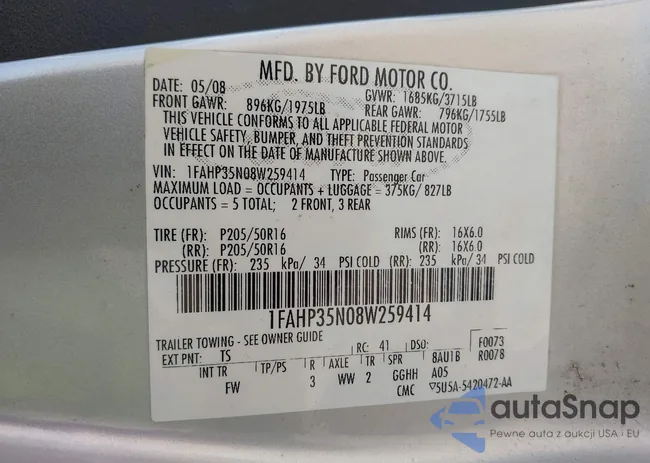 MFD. BY FORD MOTOR CO.
DATE: 05/08 GVWR: 1685KG/3715LB
FRONT GAWR: 896KG/1975LB REAR GAWR: 796KG/1755LB
THIS VEHICLE CONFORMS TO ALL APPLICABLE FEDERAL MOTOR
VEHICLE SAFETY, BUMPER, AND THEFT PREVENTION STANDARDS
IN EFFECT ON THE DATE OF MANUFACTURE SHOWN ABOVE.
VIN: 1FAHP35N08W259414 TYPE: Passenger Car
MAXIMUM LOAD = OCCUPANTS + LUGGAGE = 375KG/ 827LB
OCCUPANTS = 5 TOTAL; 2 FRONT, 3 REAR
TIRE (FR): P205/50R16 RIMS (FR): 16X6.0
(RR): P205/50R16 (RR): 16X6.0
PRESSURE (FR): 235 kPa/ 34 PSI COLD (RR): 235 kPa/ 34 PSI COLD
1FAHP35N08W259414
TRAILER TOWING - SEE OWNER GUIDE
EXT PNT: TS RC: 41 DSO: F0073
INT TR TP/PS R AXLE TR SPR 8AU1B R0078
FW 3 WW 2 GGHH A05
CMC 5U5A-5420472-AA
autaSnap
Pewne auta z aukcji USA i EU